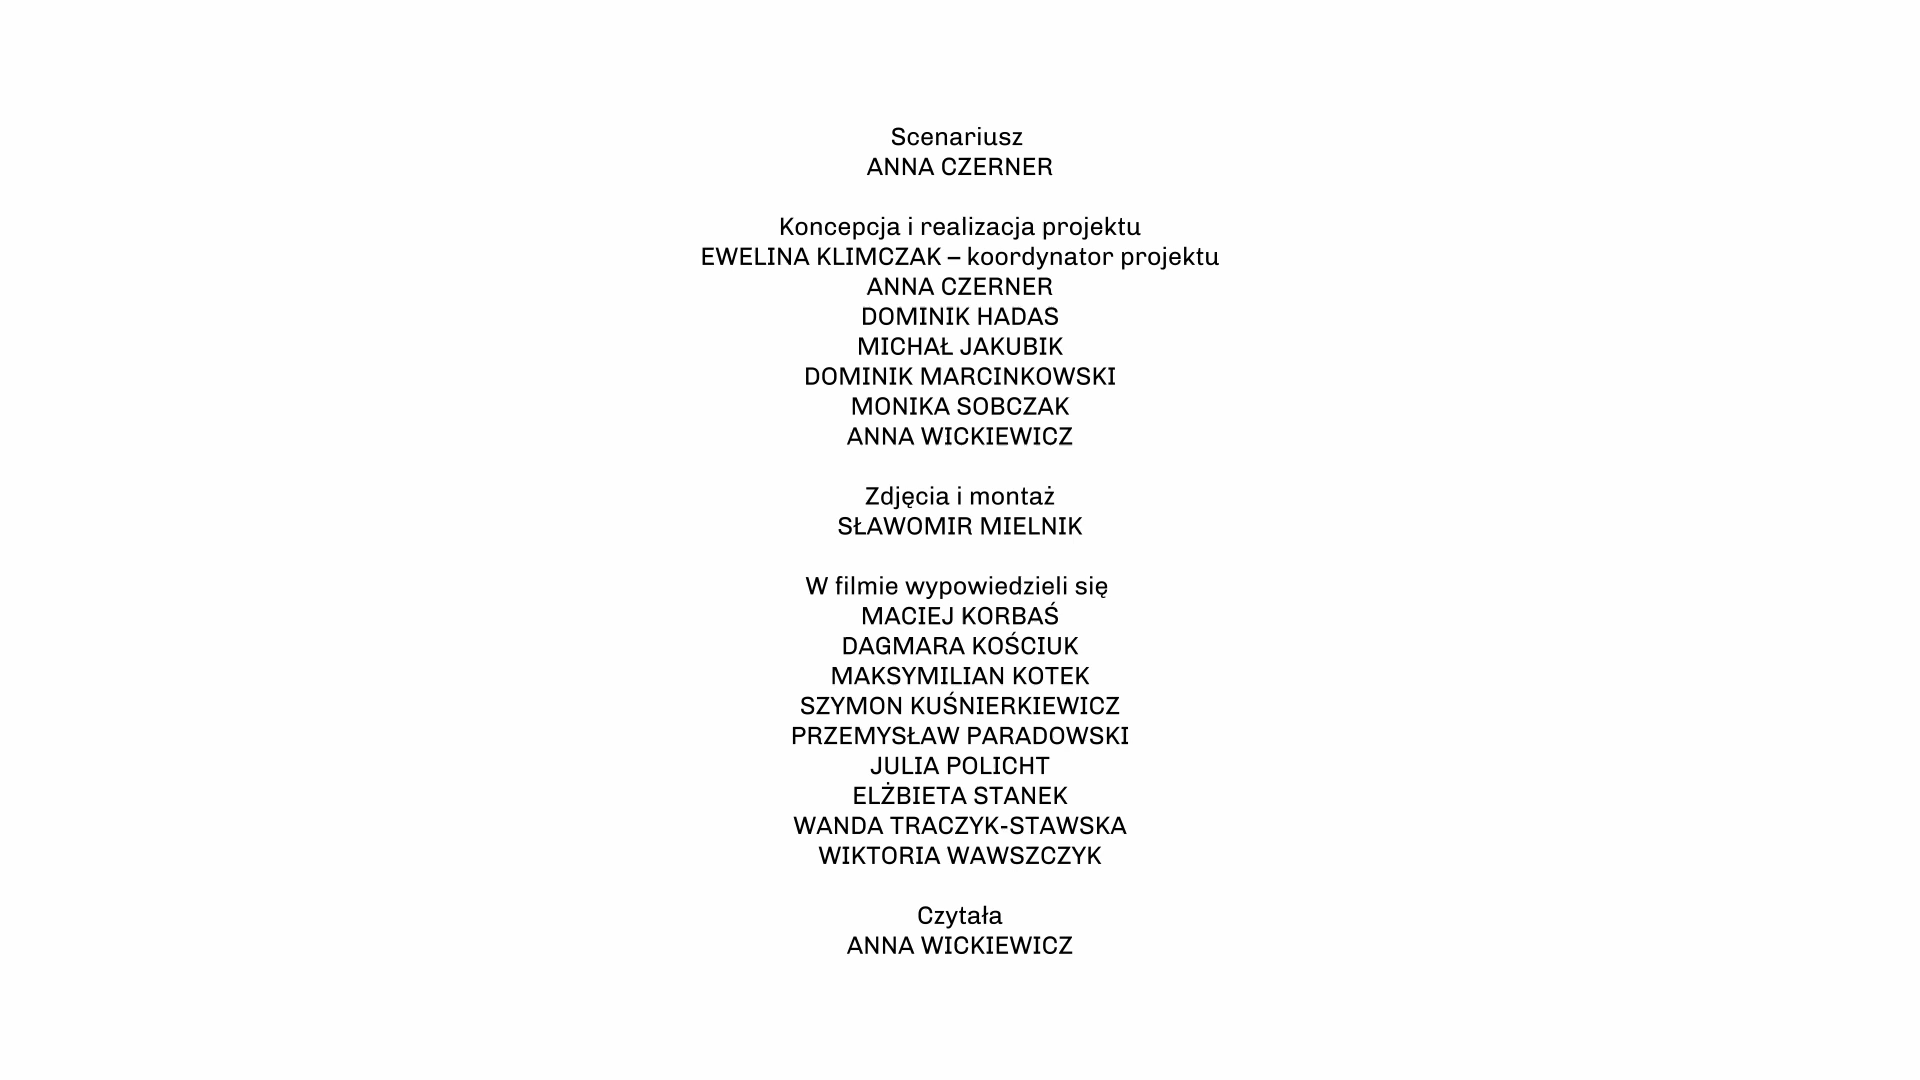 Scenariusz
ANNA CZERNER
Koncepcja i realizacja projektu
EWELINA KLIMCZAK – koordynator projektu
ANNA CZERNER
DOMINIK HADAS
MICHAŁ JAKUBIK
DOMINIK MARCINKOWSKI
MONIKA SOBCZAK
ANNA WICKIEWICZ
Zdjęcia i montaż
SŁAWOMIR MIELNIK
W filmie wypowiedzieli się
MACIEJ KORBAŚ
DAGMARA KOŚCIUK
MAKSYMILIAN KOTEK
SZYMON KUŚNIERKIEWICZ
PRZEMYSŁAW PARADOWSKI
JULIA POLICHT
ELŻBIETA STANEK
WANDA TRACZYK-STAWSKA
WIKTORIA WAWSZCZYK
Czytała
ANNA WICKIEWICZ